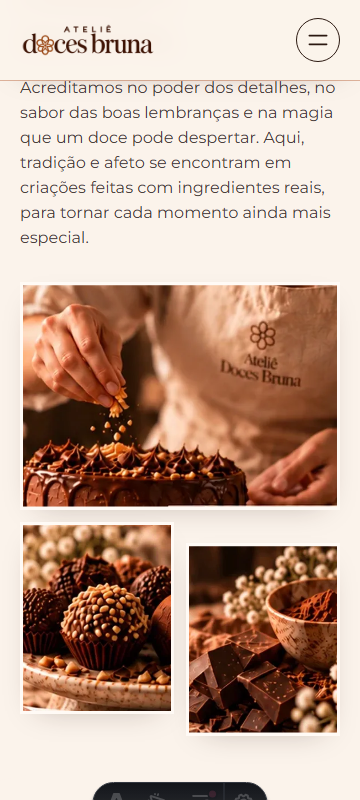 ATELIÊ
doces bruna
Acreditamos no poder dos detalhes, no
sabor das boas lembranças e na magia
que um doce pode despertar. Aqui,
tradição e afeto se encontram em
criações feitas com ingredientes reais,
para tornar cada momento ainda mais
especial.
Ateliê
Doces Bruna